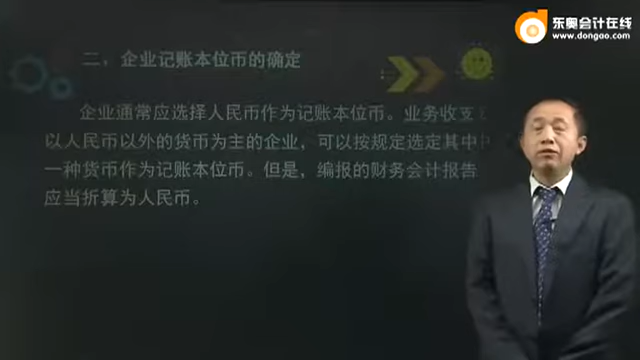 东奥会计在线
www.dongao.com
二、企业记账本位币的确定
企业通常应选择人民币作为记账本位币。业务收支
以人民币以外的货币为主的企业，可以按规定选定其中
一种货币作为记账本位币。但是，编报的财务会计报告
应当折算为人民币。